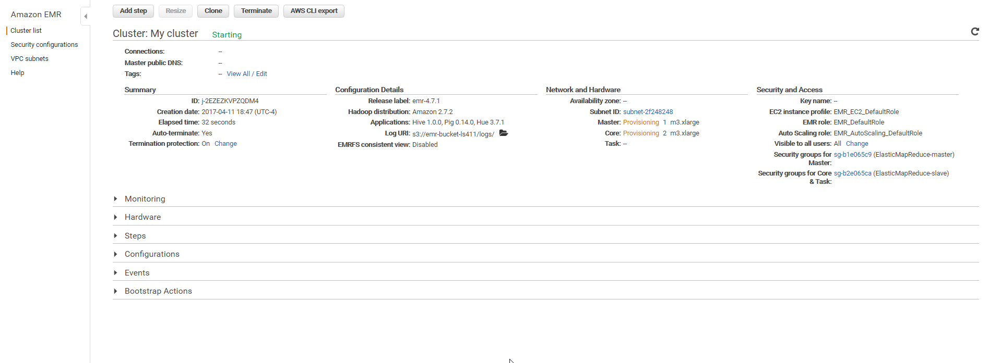 Amazon EMR
Cluster list
Security configurations
VPC subnets
Help
Add step Resize Clone Terminate AWS CLI export
Cluster: My cluster Starting
Connections: --
Master public DNS: --
Tags: -- View All / Edit
Summary
ID: j-2EZEZKVPZQDM4
Creation date: 2017-04-11 18:47 (UTC-4)
Elapsed time: 32 seconds
Auto-terminate: Yes
Termination protection: On Change
Configuration Details
Release label: emr-4.7.1
Hadoop distribution: Amazon 2.7.2
Applications: Hive 1.0.0, Pig 0.14.0, Hue 3.7.1
Log URI: s3://emr-bucket-ls411/logs/
EMRFS consistent view: Disabled
Network and Hardware
Availability zone: --
Subnet ID: subnet-2f248248
Master: Provisioning 1 m3.xlarge
Core: Provisioning 2 m3.xlarge
Task: --
Security and Access
Key name: --
EC2 instance profile: EMR_EC2_DefaultRole
EMR role: EMR_DefaultRole
Auto Scaling role: EMR_AutoScaling_DefaultRole
Visible to all users: All Change
Security groups for sg-b1e065c9 (ElasticMapReduce-master)
Master:
Security groups for Core sg-b2e065ca (ElasticMapReduce-slave)
& Task:
Monitoring
Hardware
Steps
Configurations
Events
Bootstrap Actions